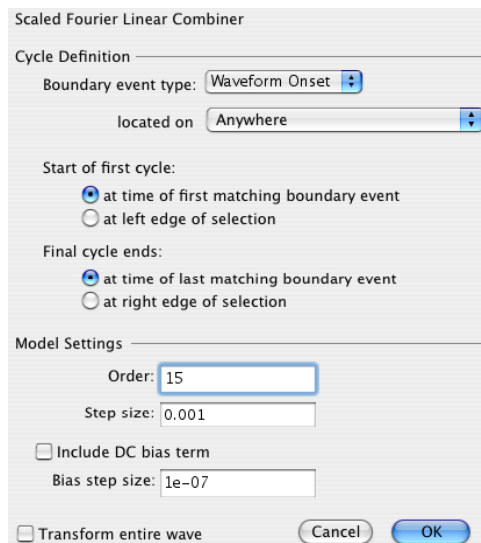 Scaled Fourier Linear Combiner
Cycle Definition
Boundary event type: Waveform Onset
located on Anywhere
Start of first cycle:
at time of first matching boundary event
at left edge of selection
Final cycle ends:
at time of last matching boundary event
at right edge of selection
Model Settings
Order: 15
Step size: 0.001
Include DC bias term
Bias step size: 1e-07
Transform entire wave Cancel OK